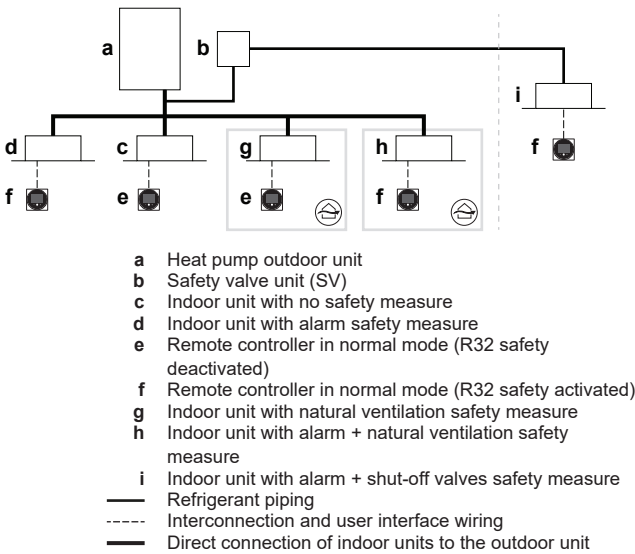 a
b
i
d
c
g
h
f
f
e
e
f
a Heat pump outdoor unit
b Safety valve unit (SV)
c Indoor unit with no safety measure
d Indoor unit with alarm safety measure
e Remote controller in normal mode (R32 safety
deactivated)
f Remote controller in normal mode (R32 safety activated)
g Indoor unit with natural ventilation safety measure
h Indoor unit with alarm + natural ventilation safety
measure
i Indoor unit with alarm + shut-off valves safety measure
Refrigerant piping
Interconnection and user interface wiring
Direct connection of indoor units to the outdoor unit